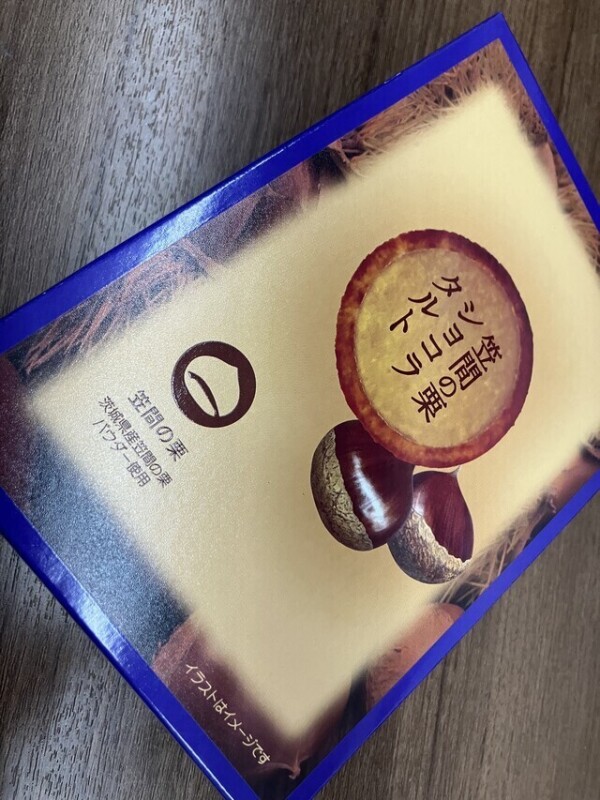 笠間の栗
ショコラ
タルト
笠間の栗
茨城県産笠間の栗
パウダー使用
イラストはイメージです